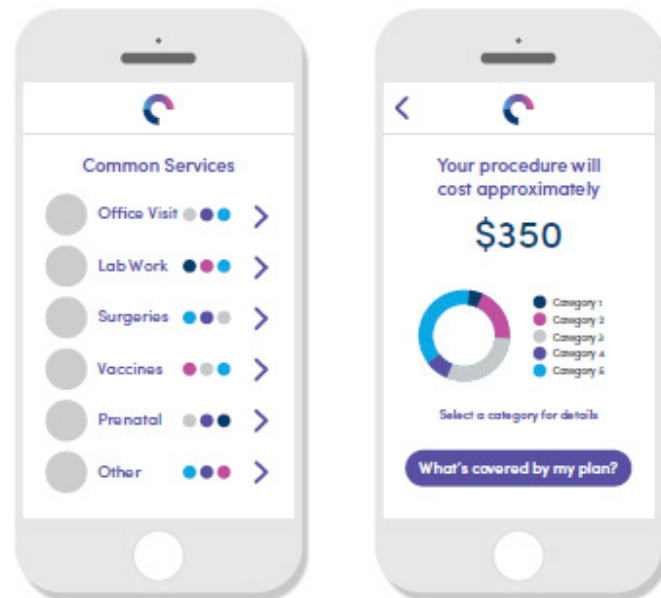 Common Services
Office Visit
Lab Work
Surgeries
Vaccines
Prenatal
Other
Your procedure will
cost approximately
$350
Category 1
Category 2
Category 3
Category 4
Category 5
Select a category for details
What's covered by my plan?